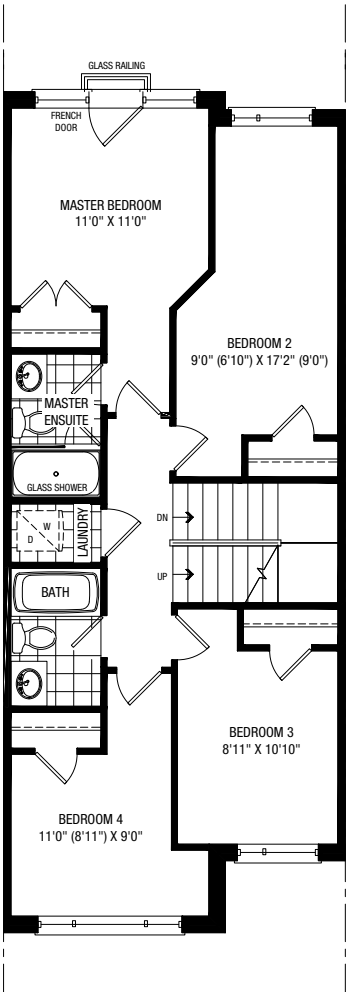 GLASS RAILING
FRENCH
DOOR
MASTER BEDROOM
11'0" X 11'0"
BEDROOM 2
9'0" (6'10") X 17'2" (9'0")
MASTER
ENSUITE
GLASS SHOWER
W
D
LAUNDRY
DN
UP
BATH
BEDROOM 3
8'11" X 10'10"
BEDROOM 4
11'0" (8'11") X 9'0"